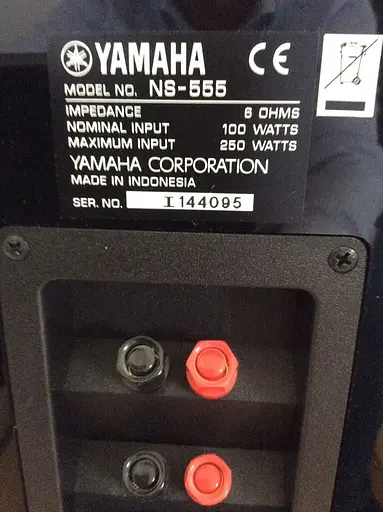 YAMAHA CE
MODEL NO. NS-555
IMPEDANCE 6 OHMS
NOMINAL INPUT 100 WATTS
MAXIMUM INPUT 250 WATTS
YAMAHA CORPORATION
MADE IN INDONESIA
SER. NO. I144095